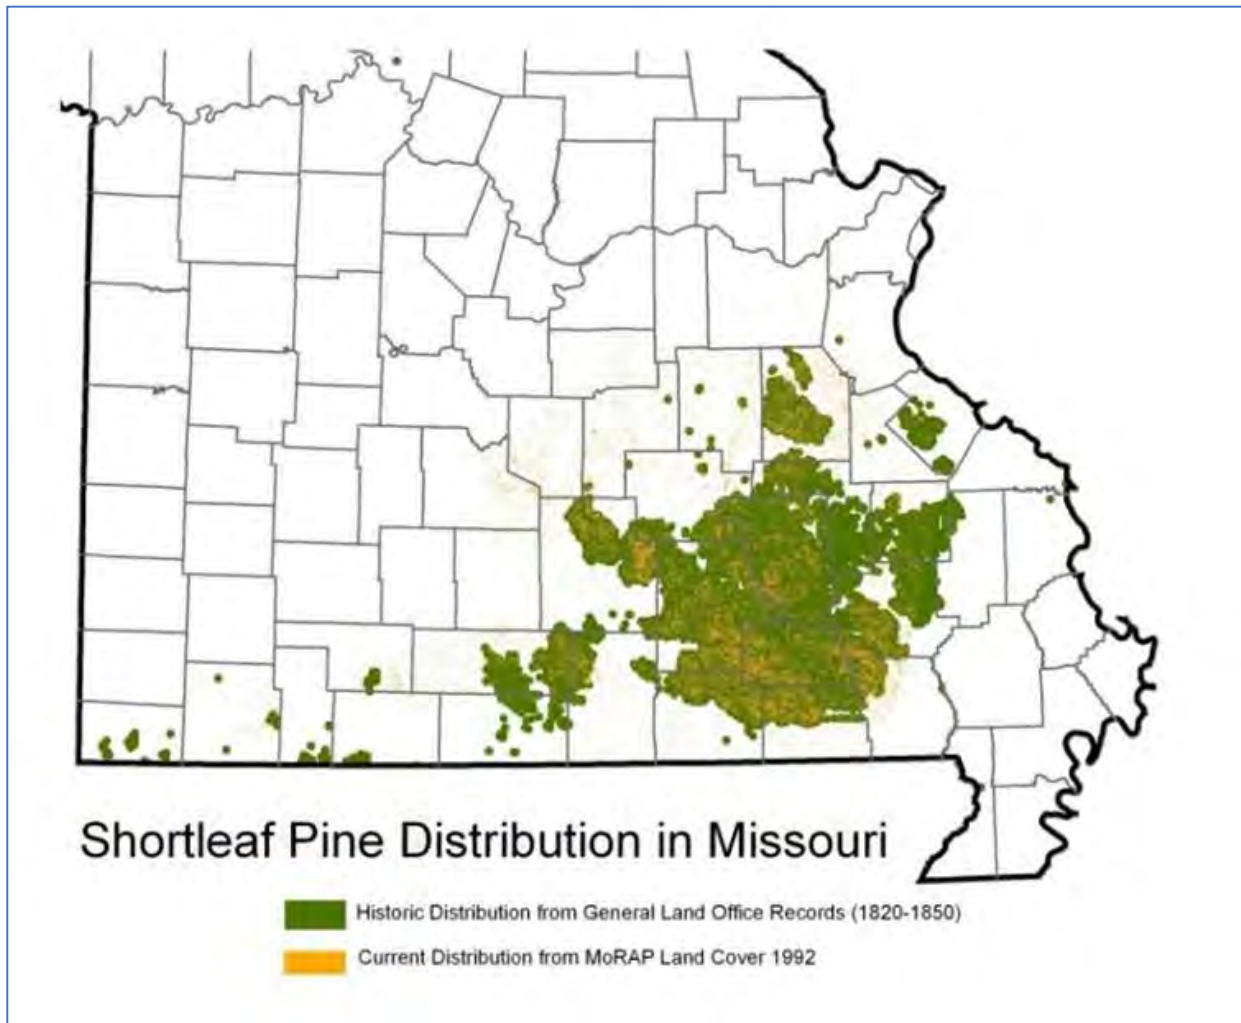 Shortleaf Pine Distribution in Missouri
Historic Distribution from General Land Office Records (1820-1850)
Current Distribution from MoRAP Land Cover 1992